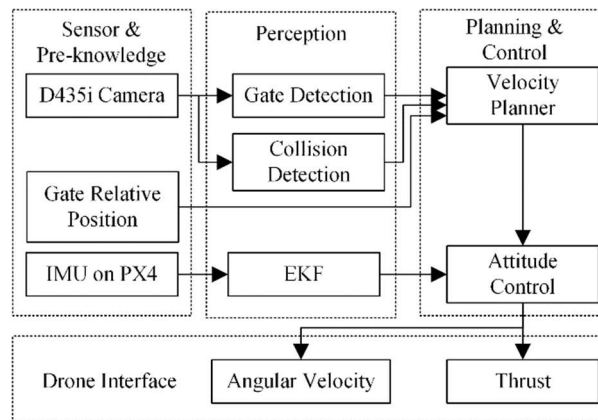 Sensor &
Pre-knowledge
Perception
Planning &
Control
D435i Camera
Gate Detection
Velocity
Planner
Collision
Detection
Gate Relative
Position
IMU on PX4
EKF
Attitude
Control
Drone Interface
Angular Velocity
Thrust